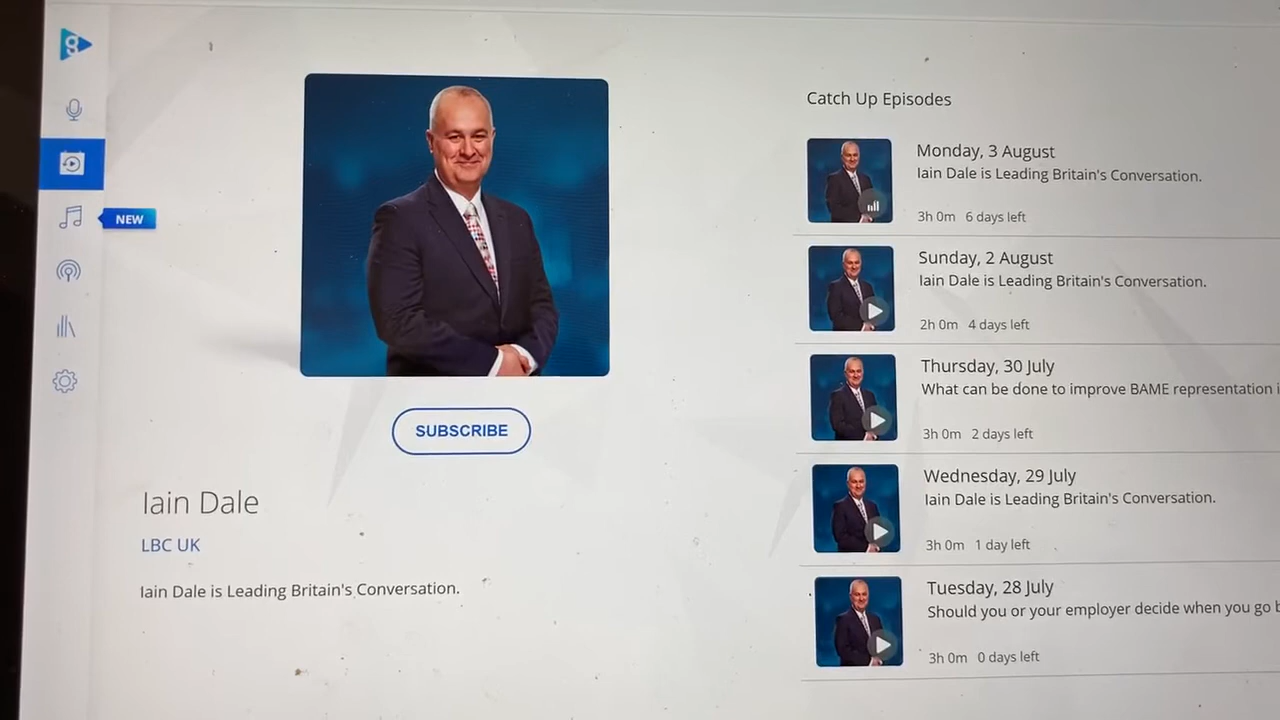 NEW
SUBSCRIBE
Iain Dale
LBC UK
Iain Dale is Leading Britain's Conversation.
Catch Up Episodes
Monday, 3 August
Iain Dale is Leading Britain's Conversation.
3h 0m 6 days left
Sunday, 2 August
Iain Dale is Leading Britain's Conversation.
2h 0m 4 days left
Thursday, 30 July
What can be done to improve BAME representation
3h 0m 2 days left
Wednesday, 29 July
Iain Dale is Leading Britain's Conversation.
3h 0m 1 day left
Tuesday, 28 July
Should you or your employer decide when you go
3h 0m 0 days left